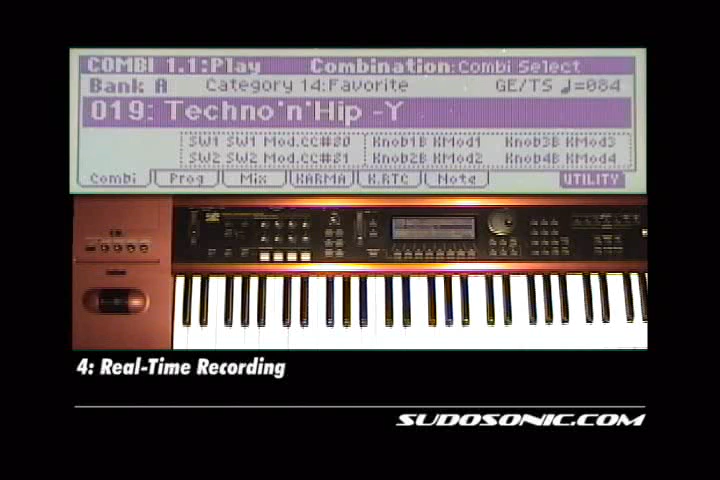 COMBI 1.1:Play Combination:Combi Select
Bank A Category 14:Favorite GE/TS ♩=084
019: Techno'n'Hip -Y
SW1 SW1 Mod.CC#80 Knob1B KMod1 Knob3B KMod3
SW2 SW2 Mod.CC#81 Knob2B KMod2 Knob4B KMod4
Combi Prog Mix KARMA K.RTC Note UTILITY
4: Real-Time Recording
SUDOSONIC.COM